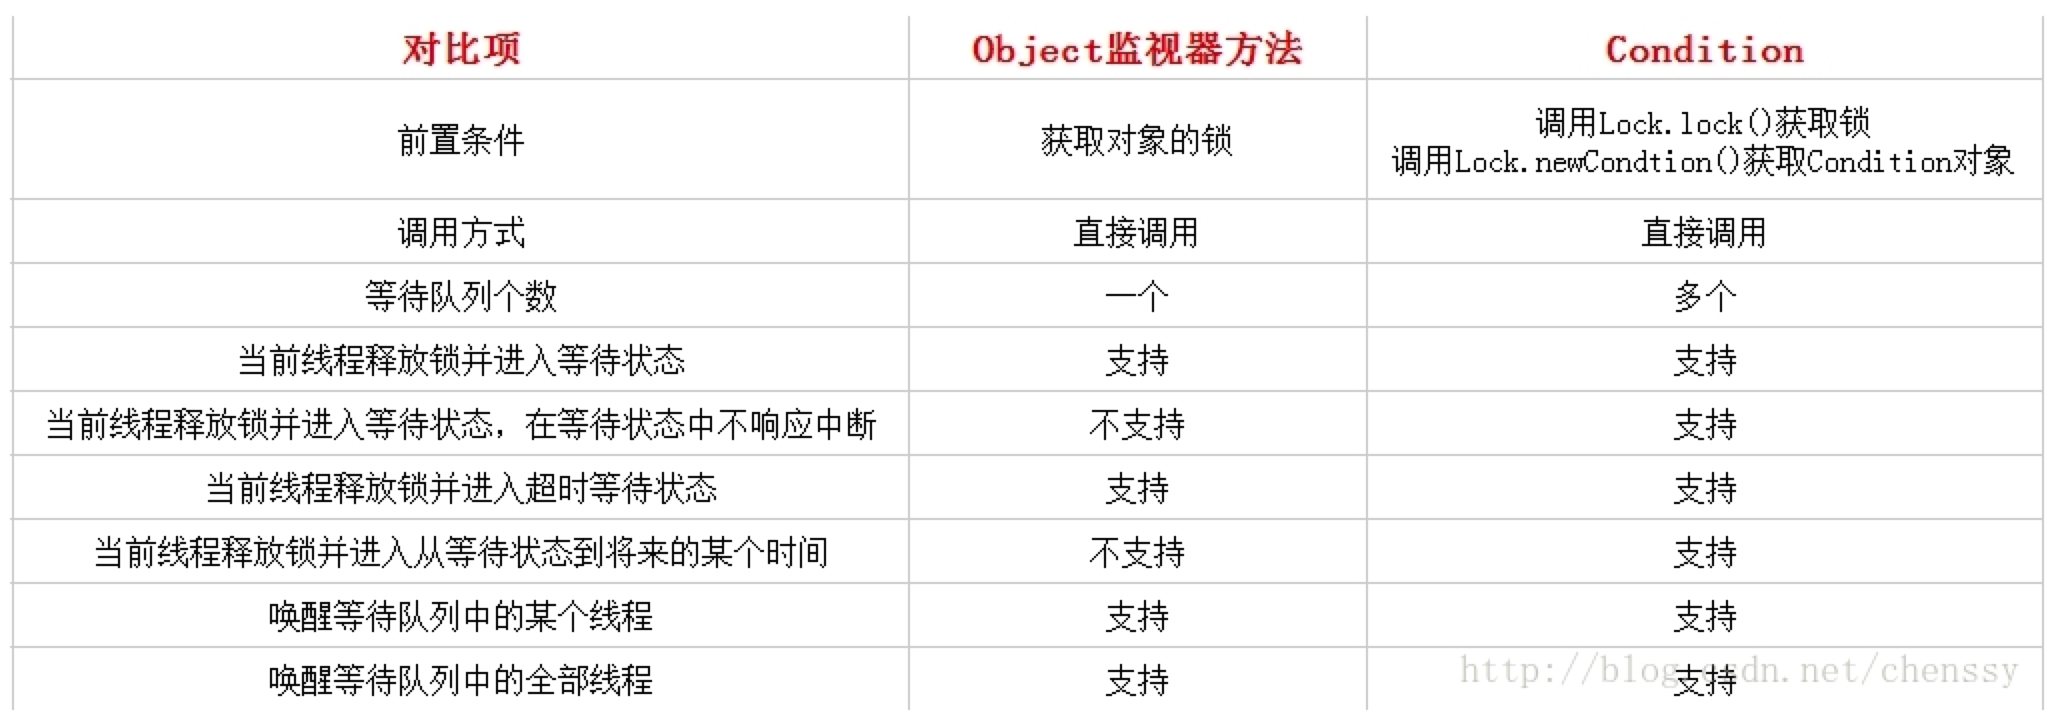 对比项 Object监视器方法 Condition
前置条件 获取对象的锁 调用Lock.lock()获取锁
调用Lock.newCondtion()获取Condition对象
调用方式 直接调用 直接调用
等待队列个数 一个 多个
当前线程释放锁并进入等待状态 支持 支持
当前线程释放锁并进入等待状态，在等待状态中不响应中断 不支持 支持
当前线程释放锁并进入超时等待状态 支持 支持
当前线程释放锁并进入从等待状态到将来的某个时间 不支持 支持
唤醒等待队列中的某个线程 支持 支持
唤醒等待队列中的全部线程 支持 支持
http://blog.csdn.net/chenssy